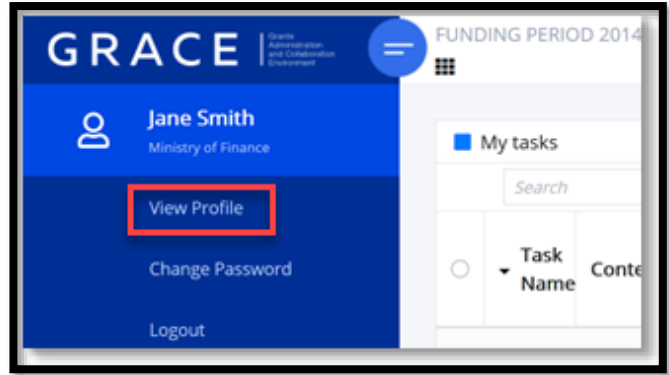 GRACE
Grants
Administration
and Collaboration
Environment
FUNDING PERIOD 2014
Jane Smith
Ministry of Finance
My tasks
Search
View Profile
Task
Name
Conte
Change Password
Logout